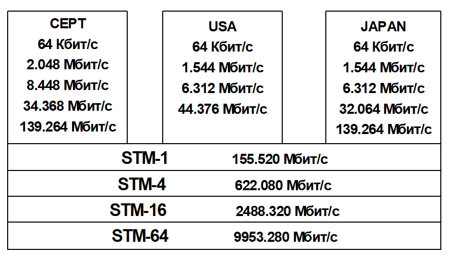 CEPT
64 Кбит/с
2.048 Мбит/с
8.448 Мбит/с
34.368 Мбит/с
139.264 Мбит/с
USA
64 Кбит/с
1.544 Мбит/с
6.312 Мбит/с
44.376 Мбит/с
JAPAN
64 Кбит/с
1.544 Мбит/с
6.312 Мбит/с
32.064 Мбит/с
139.264 Мбит/с
STM-1 155.520 Мбит/с
STM-4 622.080 Мбит/с
STM-16 2488.320 Мбит/с
STM-64 9953.280 Мбит/с